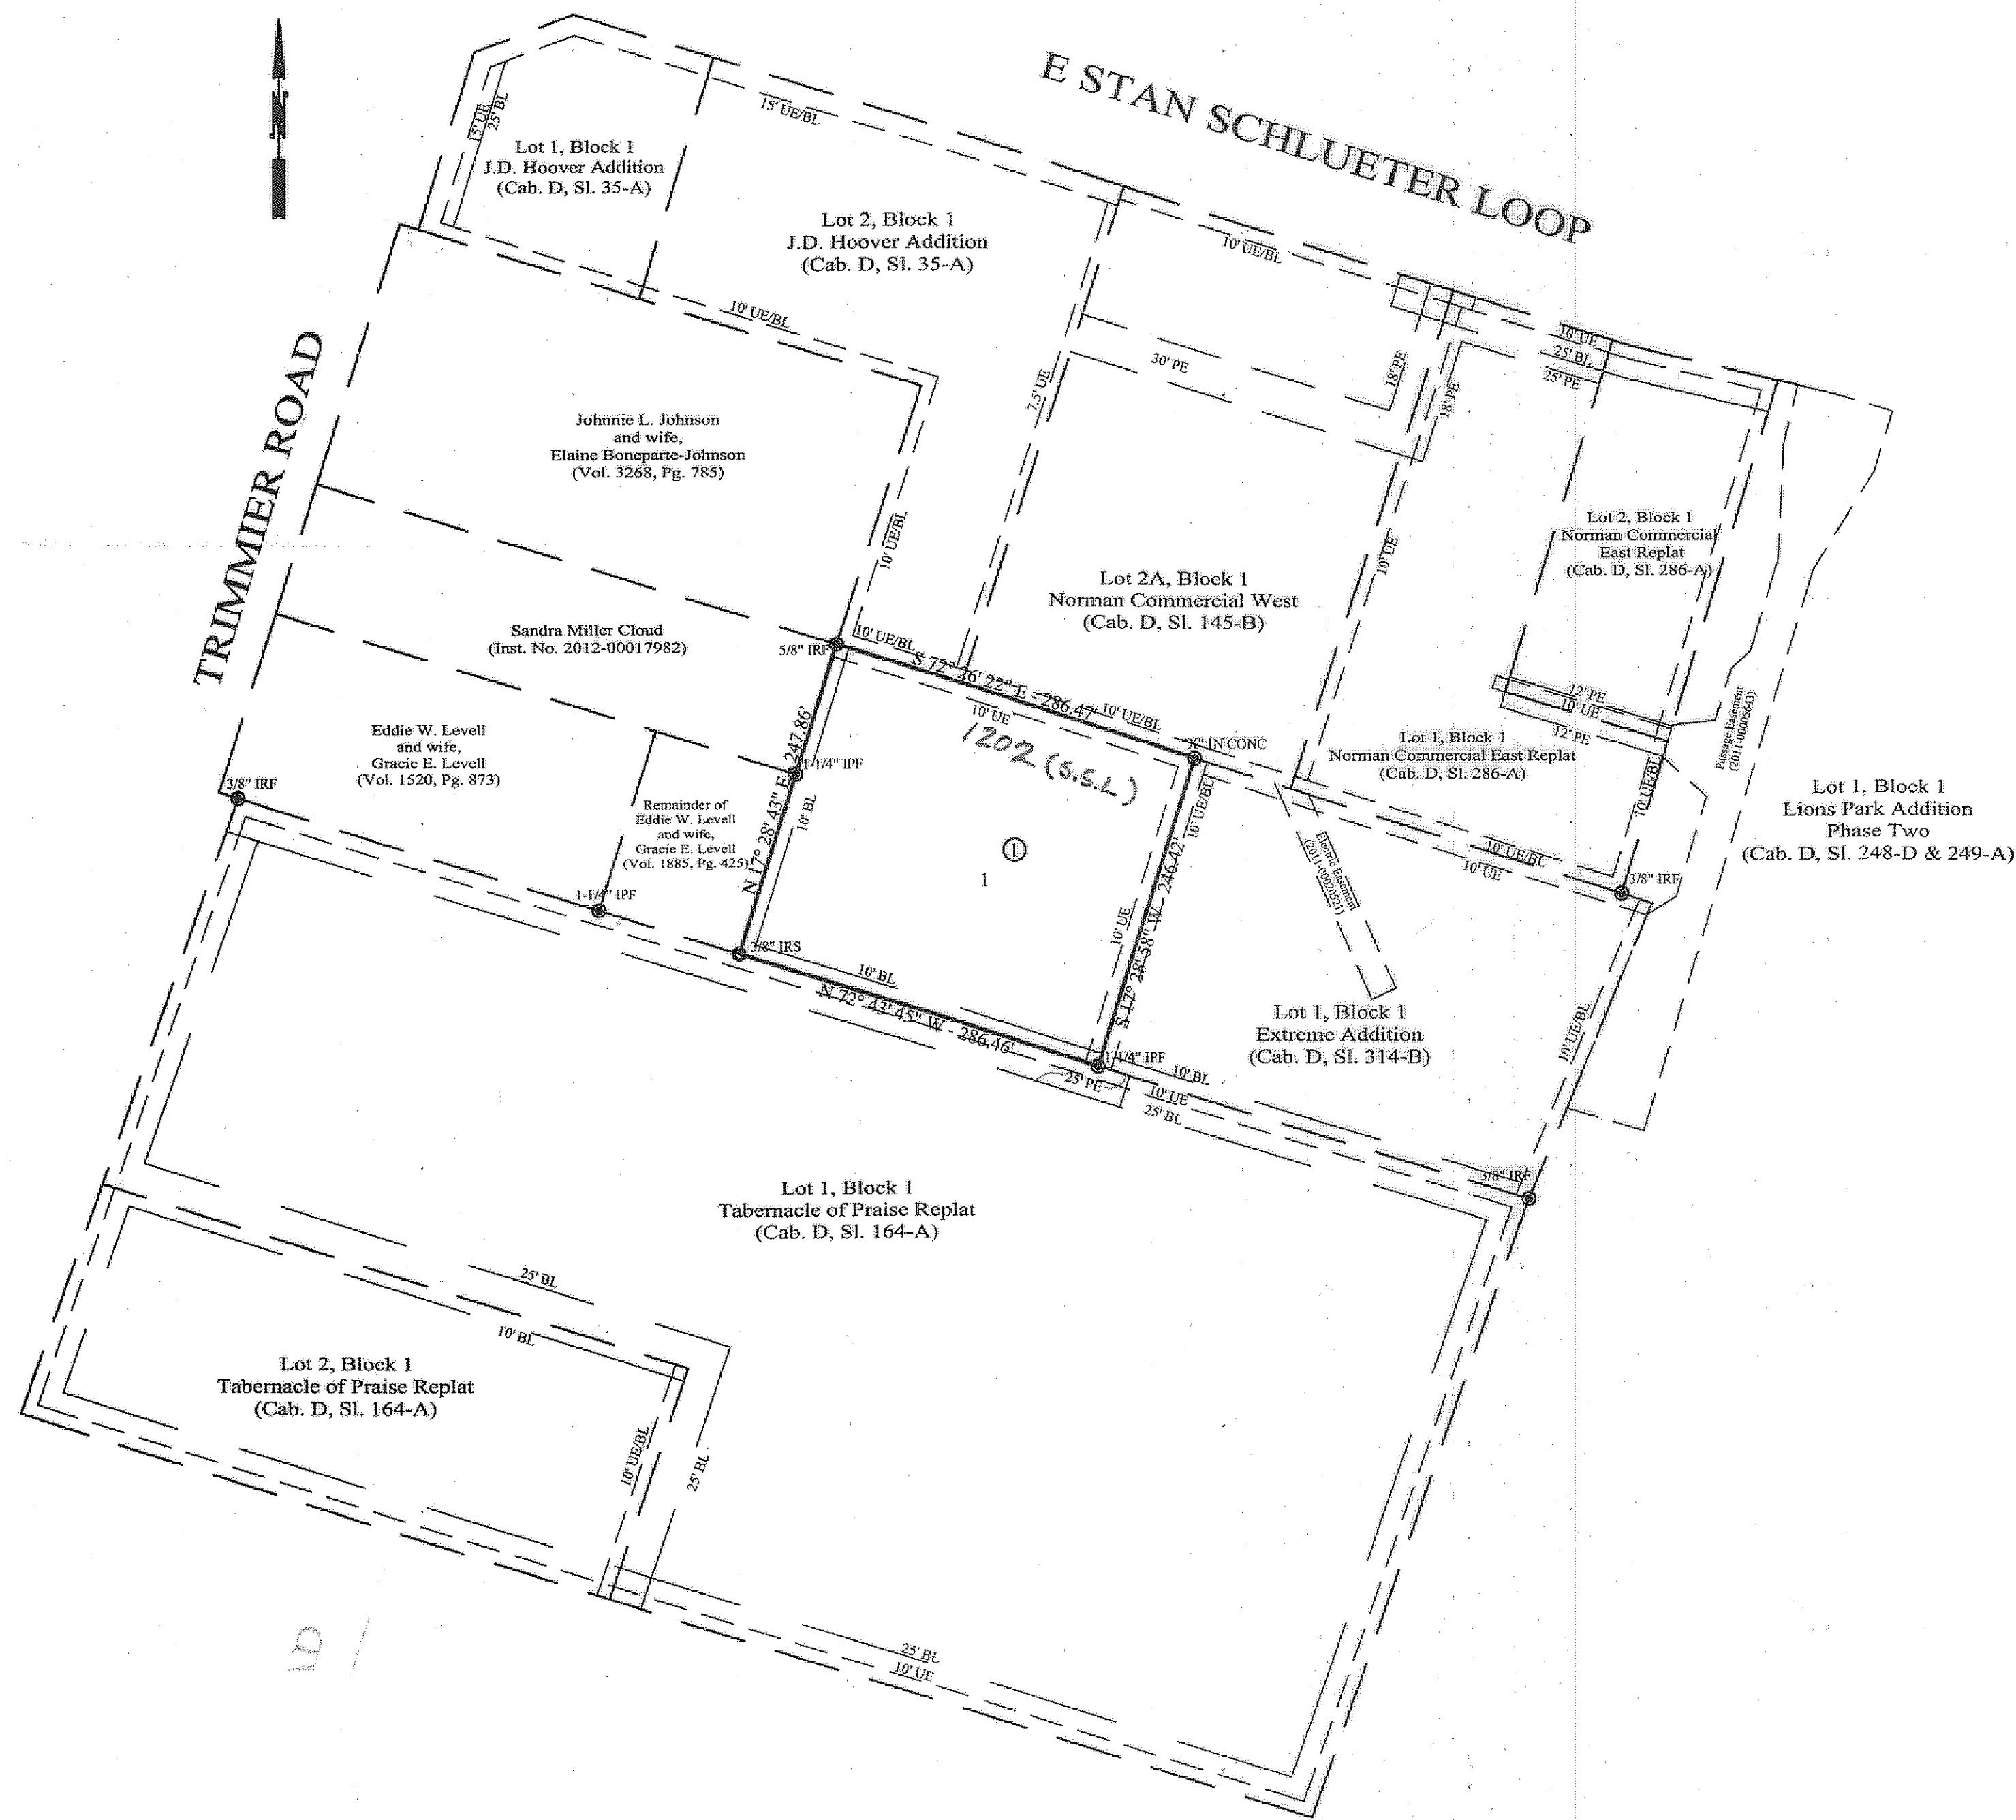 E STAN SCHLUETER LOOP
15' UE
25' BL
15' UE/BL
Lot 1, Block 1
J.D. Hoover Addition
(Cab. D, Sl. 35-A)
Lot 2, Block 1
J.D. Hoover Addition
(Cab. D, Sl. 35-A)
10' UE/BL
10' UE/BL
TRIMMIER ROAD
30' PE
18' PE
18' PE
7.5' UE
10' UE
25' BL
25' PE
Johnnie L. Johnson
and wife,
Elaine Boneparte-Johnson
(Vol. 3268, Pg. 785)
10' UE/BL
10' UE
Lot 2, Block 1
Norman Commercial
East Replat
(Cab. D, Sl. 286-A)
Lot 2A, Block 1
Norman Commercial West
(Cab. D, Sl. 145-B)
Sandra Miller Cloud
(Inst. No. 2012-00017982)
5/8" IRF
10' UE/BL
S 72° 26' 22" E - 286.47'
10' UE/BL
10' UE
1202 (S.S.L)
"X" IN CONC
12' PE
10' UE
12' PE
Passage Easement
(2011-00005643)
Lot 1, Block 1
Norman Commercial East Replat
(Cab. D, Sl. 286-A)
10' UE/BL
Eddie W. Levell
and wife,
Gracie E. Levell
(Vol. 1520, Pg. 873)
3/8" IRF
1-1/4" IPF
N 17° 28' 43" E - 247.86'
10' BL
Remainder of
Eddie W. Levell
and wife,
Gracie E. Levell
(Vol. 1885, Pg. 425)
1
1
10' UE/BL
S 17° 28' 58" W - 246.42'
10' UE
Electric Easement
(2011-00020521)
10' UE/BL
10' UE
3/8" IRF
Lot 1, Block 1
Lions Park Addition
Phase Two
(Cab. D, Sl. 248-D & 249-A)
1-1/4" IPF
3/8" IRS
10' BL
N 72° 43' 45" W - 286.46'
Lot 1, Block 1
Extreme Addition
(Cab. D, Sl. 314-B)
10' UE/BL
1-1/4" IPF
10' BL
25' PE
10' UE
25' BL
3/8" IRF
Lot 1, Block 1
Tabernacle of Praise Replat
(Cab. D, Sl. 164-A)
25' BL
10' BL
Lot 2, Block 1
Tabernacle of Praise Replat
(Cab. D, Sl. 164-A)
10' UE/BL
25' BL
25' BL
10' UE